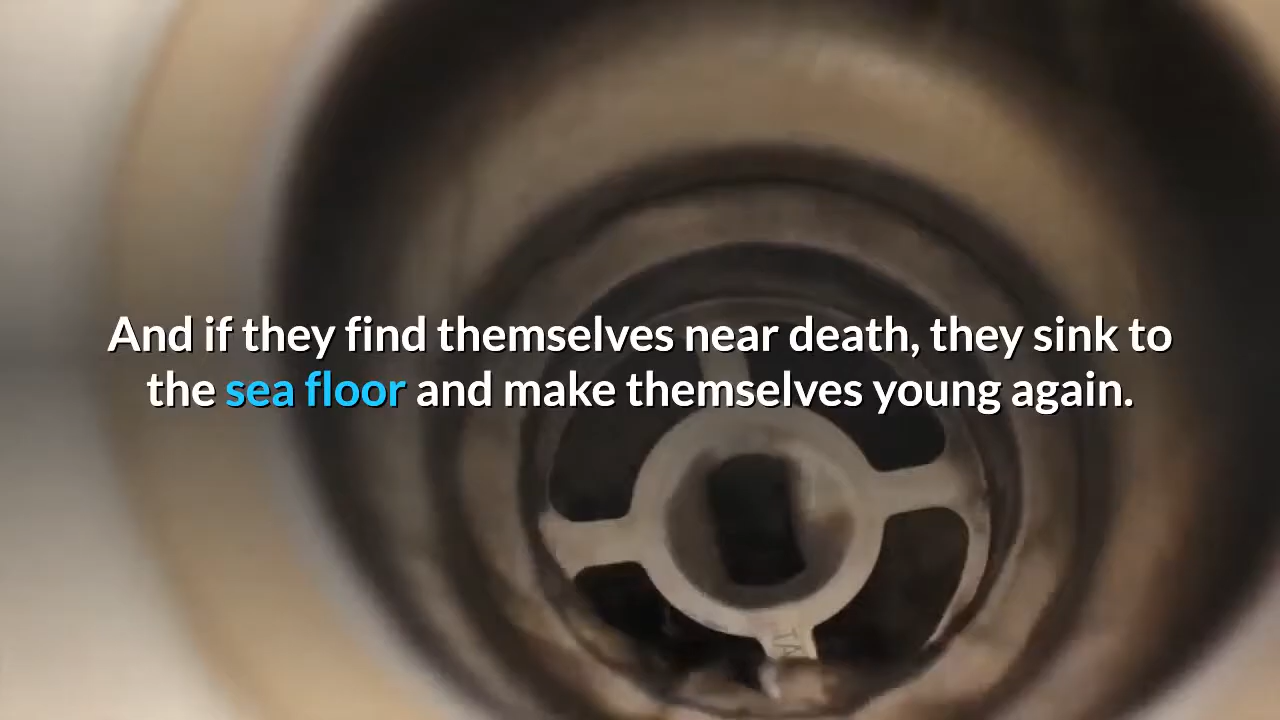 And if they find themselves near death, they sink to
the sea floor and make themselves young again.